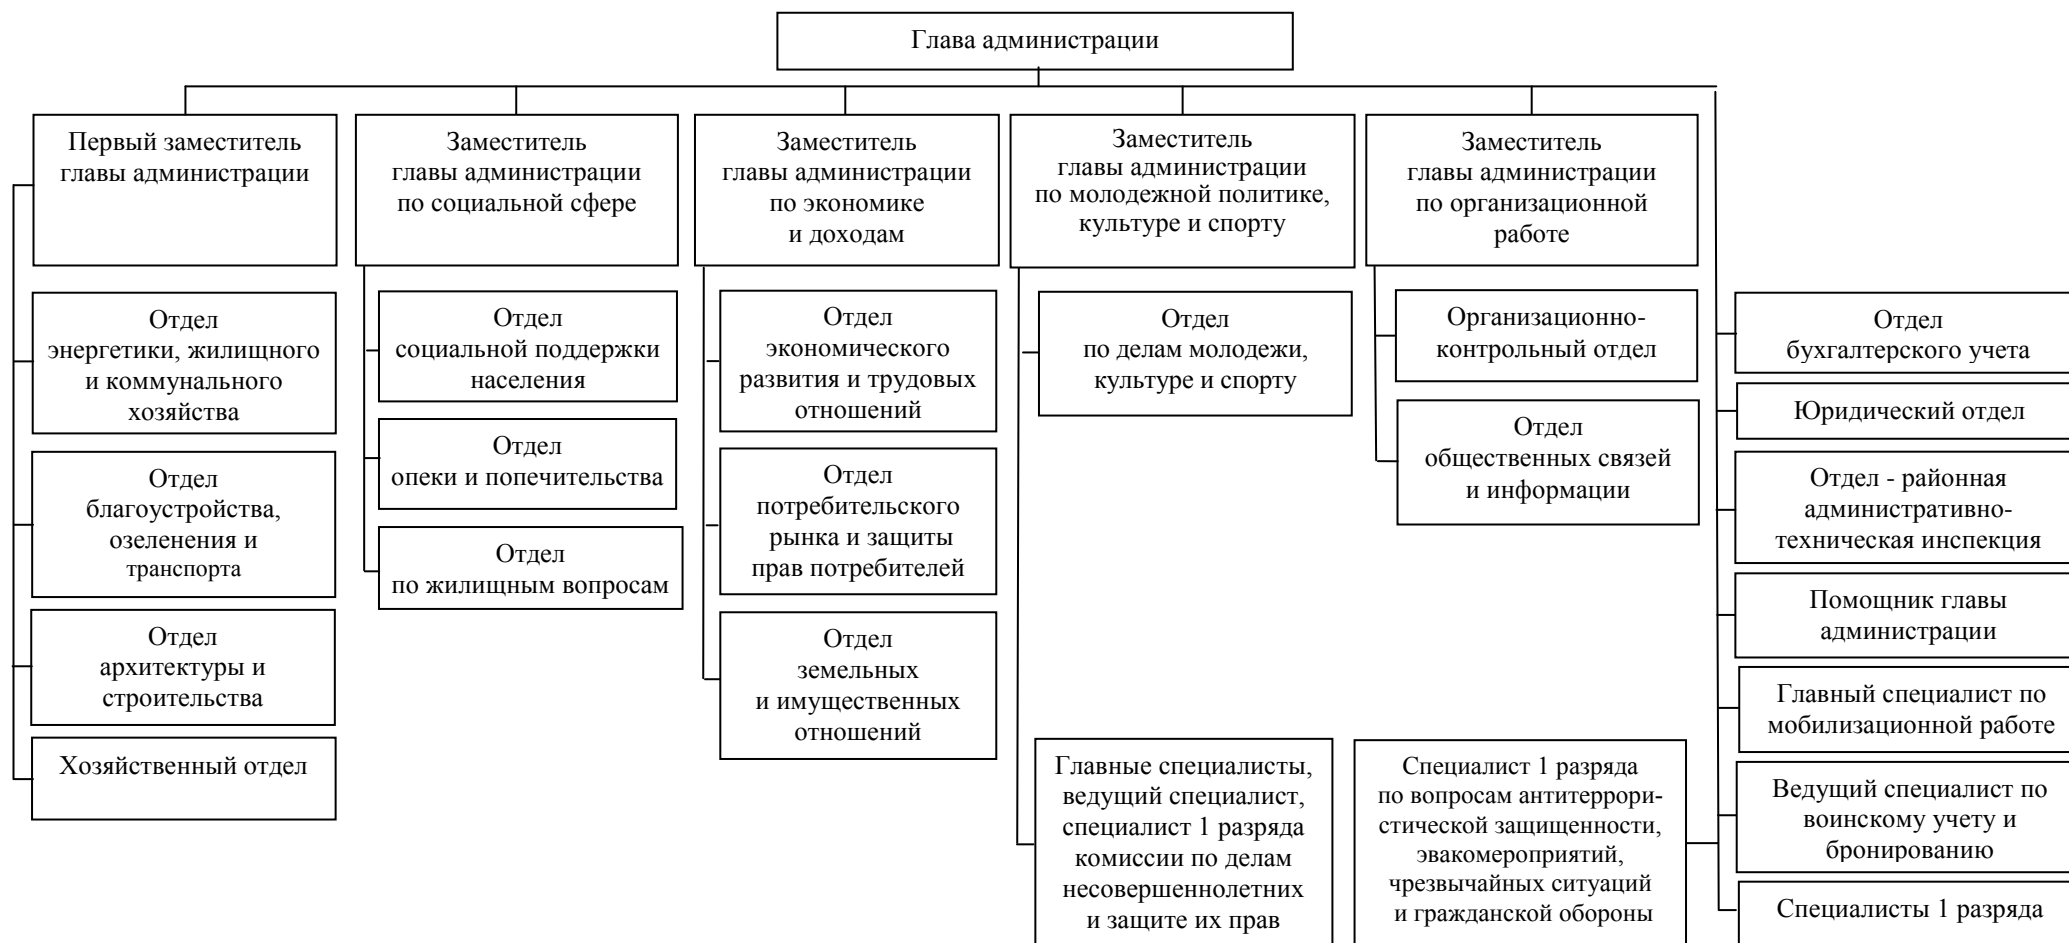 Глава администрации
Первый заместитель
главы администрации
Заместитель
главы администрации
по социальной сфере
Заместитель
главы администрации
по экономике
и доходам
Заместитель
главы администрации
по молодежной политике,
культуре и спорту
Заместитель
главы администрации
по организационной
работе
Отдел
энергетики, жилищного
и коммунального
хозяйства
Отдел
благоустройства,
озеленения и
транспорта
Отдел
архитектуры и
строительства
Хозяйственный отдел
Отдел
социальной поддержки
населения
Отдел
опеки и попечительства
Отдел
по жилищным вопросам
Отдел
экономического
развития и трудовых
отношений
Отдел
потребительского
рынка и защиты
прав потребителей
Отдел
земельных
и имущественных
отношений
Отдел
по делам молодежи,
культуре и спорту
Главные специалисты,
ведущий специалист,
специалист 1 разряда
комиссии по делам
несовершеннолетних
и защите их прав
Организационно-
контрольный отдел
Отдел
общественных связей
и информации
Специалист 1 разряда
по вопросам антитеррори-
стической защищенности,
эвакомероприятий,
чрезвычайных ситуаций
и гражданской обороны
Отдел
бухгалтерского учета
Юридический отдел
Отдел - районная
административно-
техническая инспекция
Помощник главы
администрации
Главный специалист по
мобилизационной работе
Ведущий специалист по
воинскому учету и
бронированию
Специалисты 1 разряда